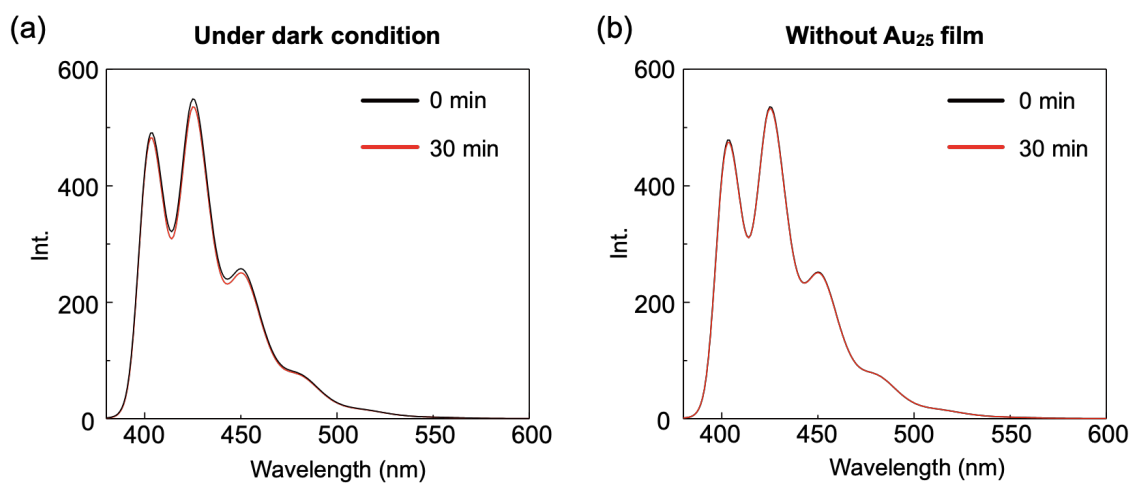 (a)
Under dark condition
600
400
200
0
Int.
0 min
30 min
400 450 500 550 600
Wavelength (nm)
(b)
Without Au₂₅ film
600
400
200
0
Int.
0 min
30 min
400 450 500 550 600
Wavelength (nm)